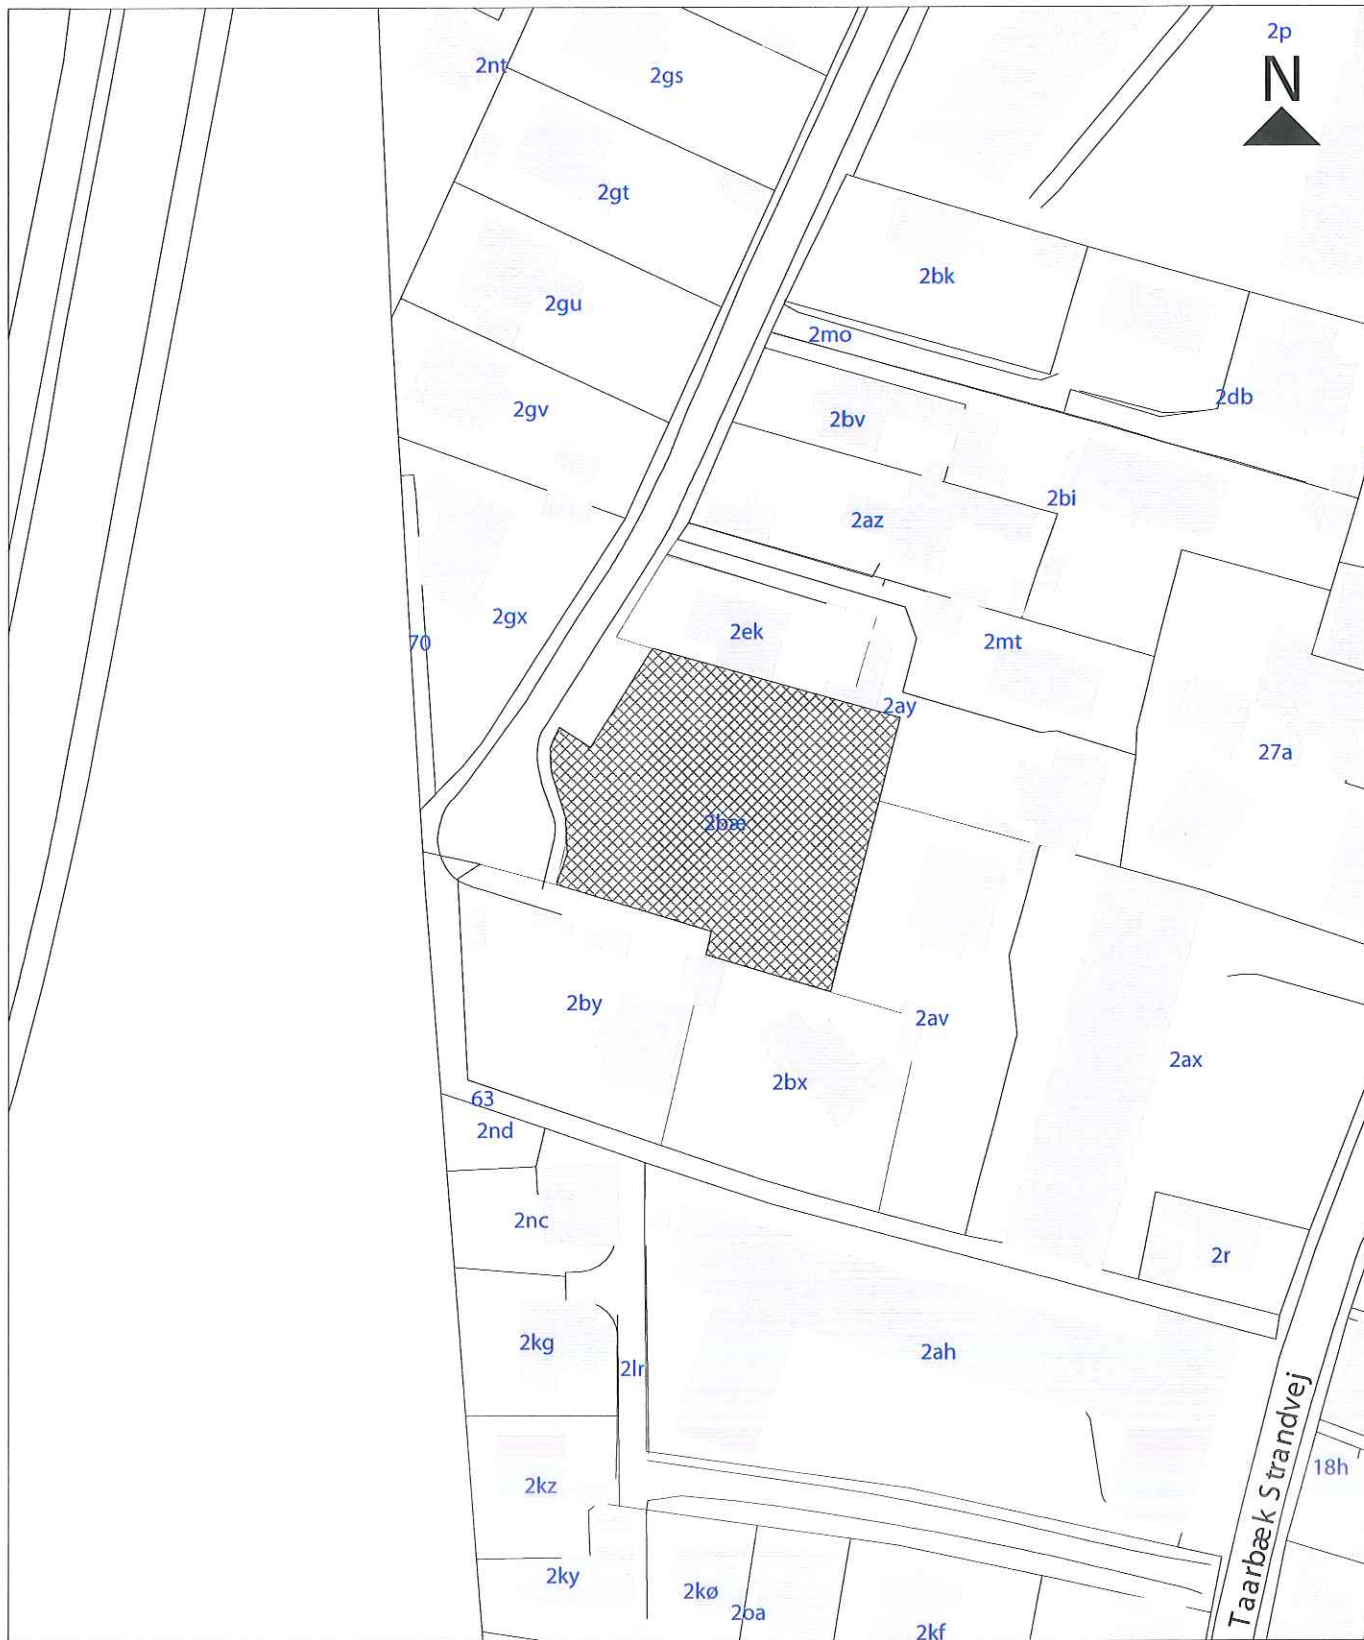 2p
N
2nt
2gs
2gt
2bk
2gu
2mo
2db
2gv
2bv
2bi
2az
2gx
70
2ek
2mt
2ay
27a
2bæ
2by
2av
2bx
2ax
63
2nd
2nc
2r
2kg
2lr
2ah
Taarbæk Strandvej
18h
2kz
2ky
2kø
2oa
2kf